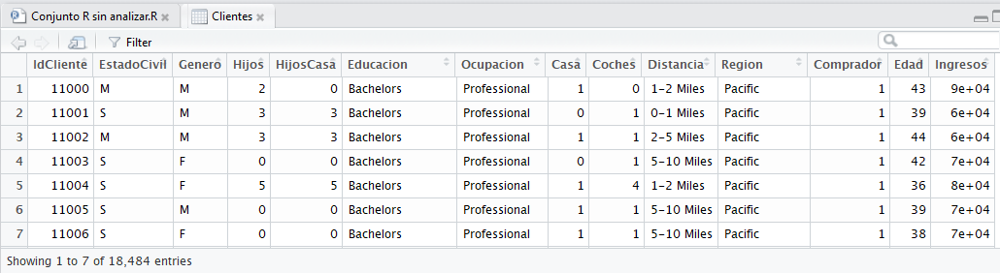 Conjunto R sin analizar.R Clientes
Filter
IdCliente EstadoCivil Genero Hijos HijosCasa Educacion Ocupacion Casa Coches Distancia Region Comprador Edad Ingresos
1 11000 M M 2 0 Bachelors Professional 1 0 1-2 Miles Pacific 1 43 9e+04
2 11001 S M 3 3 Bachelors Professional 0 1 0-1 Miles Pacific 1 39 6e+04
3 11002 M M 3 3 Bachelors Professional 1 1 2-5 Miles Pacific 1 44 6e+04
4 11003 S F 0 0 Bachelors Professional 0 1 5-10 Miles Pacific 1 42 7e+04
5 11004 S F 5 5 Bachelors Professional 1 4 1-2 Miles Pacific 1 36 8e+04
6 11005 S M 0 0 Bachelors Professional 1 1 5-10 Miles Pacific 1 39 7e+04
7 11006 S F 0 0 Bachelors Professional 1 1 5-10 Miles Pacific 1 38 7e+04
Showing 1 to 7 of 18,484 entries